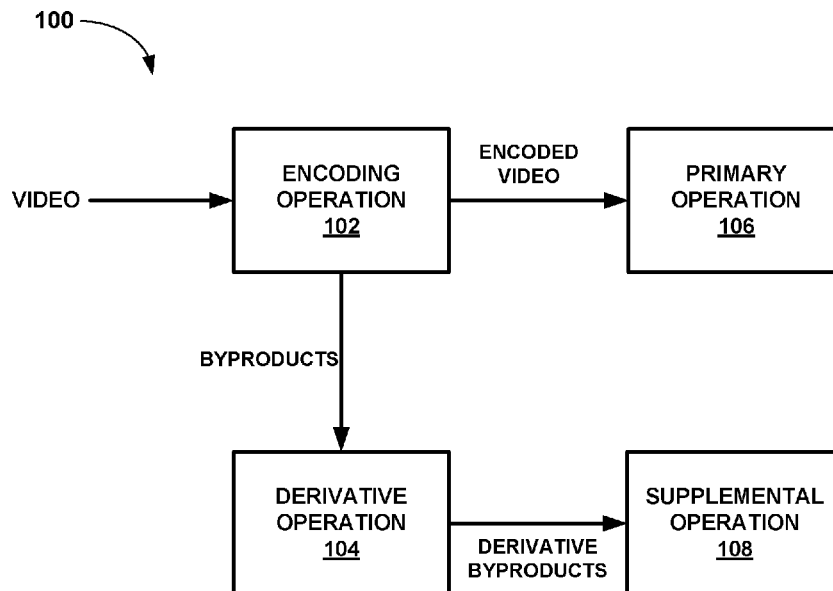 100
VIDEO
ENCODING
OPERATION
102
ENCODED
VIDEO
PRIMARY
OPERATION
106
BYPRODUCTS
DERIVATIVE
OPERATION
104
DERIVATIVE
BYPRODUCTS
SUPPLEMENTAL
OPERATION
108